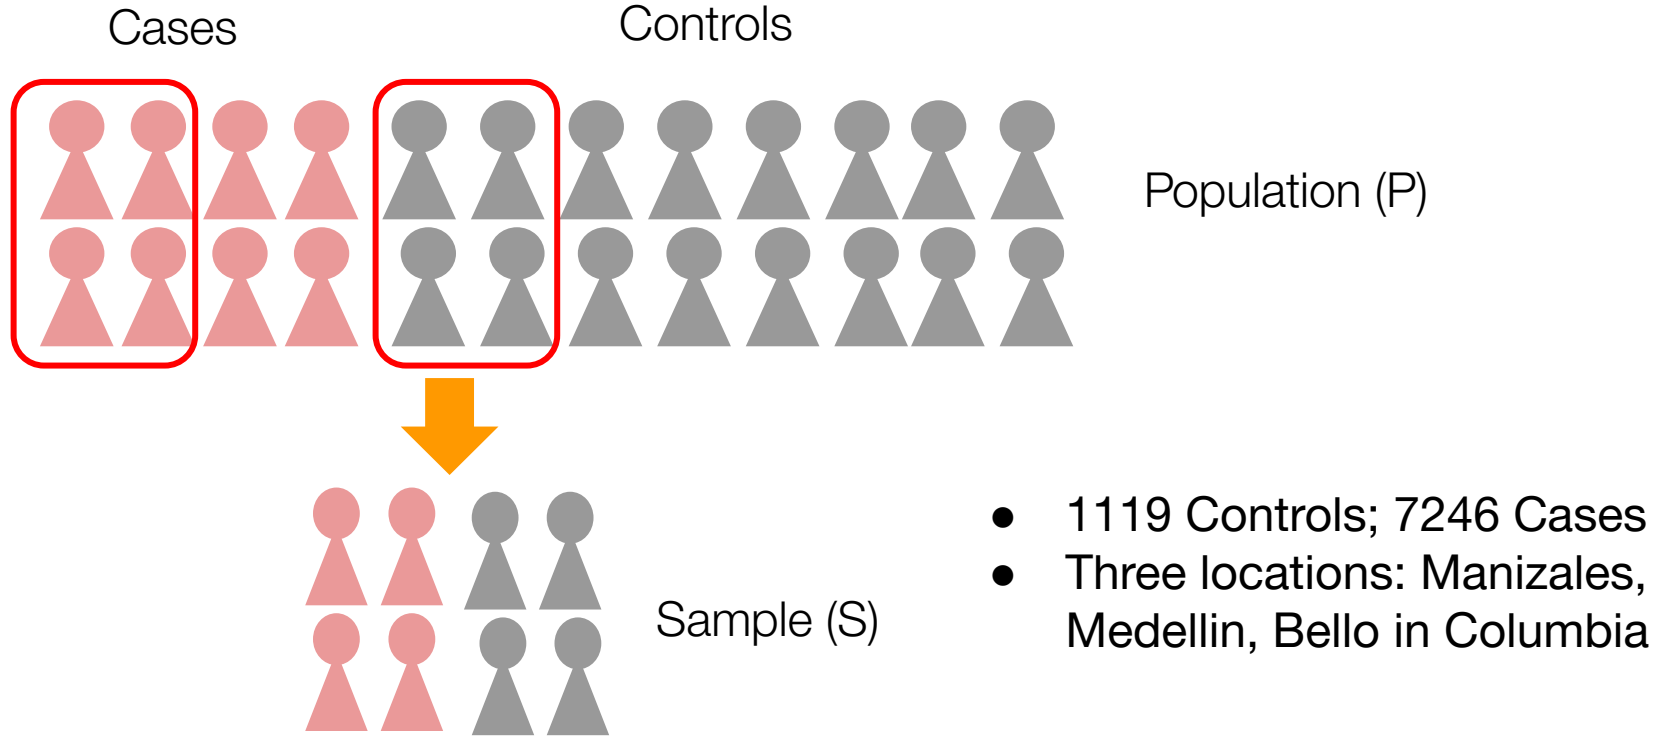 Cases
Controls
Population (P)
Sample (S)
● 1119 Controls; 7246 Cases
● Three locations: Manizales,
Medellin, Bello in Columbia